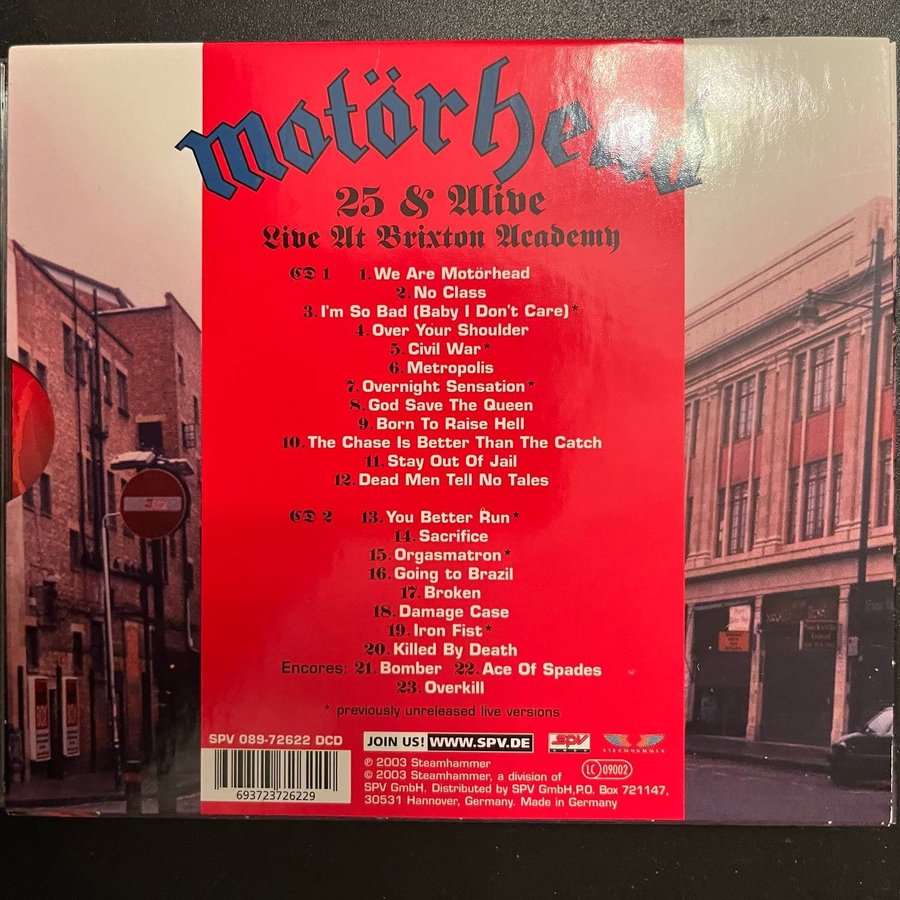 Motörhead
25 & Alive
Live At Brixton Academy
CD 1 1. We Are Motörhead
2. No Class
3. I'm So Bad (Baby I Don't Care)*
4. Over Your Shoulder
5. Civil War*
6. Metropolis
7. Overnight Sensation*
8. God Save The Queen
9. Born To Raise Hell
10. The Chase Is Better Than The Catch
11. Stay Out Of Jail
12. Dead Men Tell No Tales
CD 2 13. You Better Run*
14. Sacrifice
15. Orgasmatron*
16. Going to Brazil
17. Broken
18. Damage Case
19. Iron Fist*
20. Killed By Death
Encores: 21. Bomber 22. Ace Of Spades
23. Overkill
* previously unreleased live versions
SPV 089-72622 DCD
JOIN US! WWW.SPV.DE
SPV
STEAMHAMMER
LC 09002
693723726229
℗ 2003 Steamhammer
© 2003 Steamhammer, a division of
SPV GmbH. Distributed by SPV GmbH,P.O. Box 721147,
30531 Hannover, Germany. Made in Germany